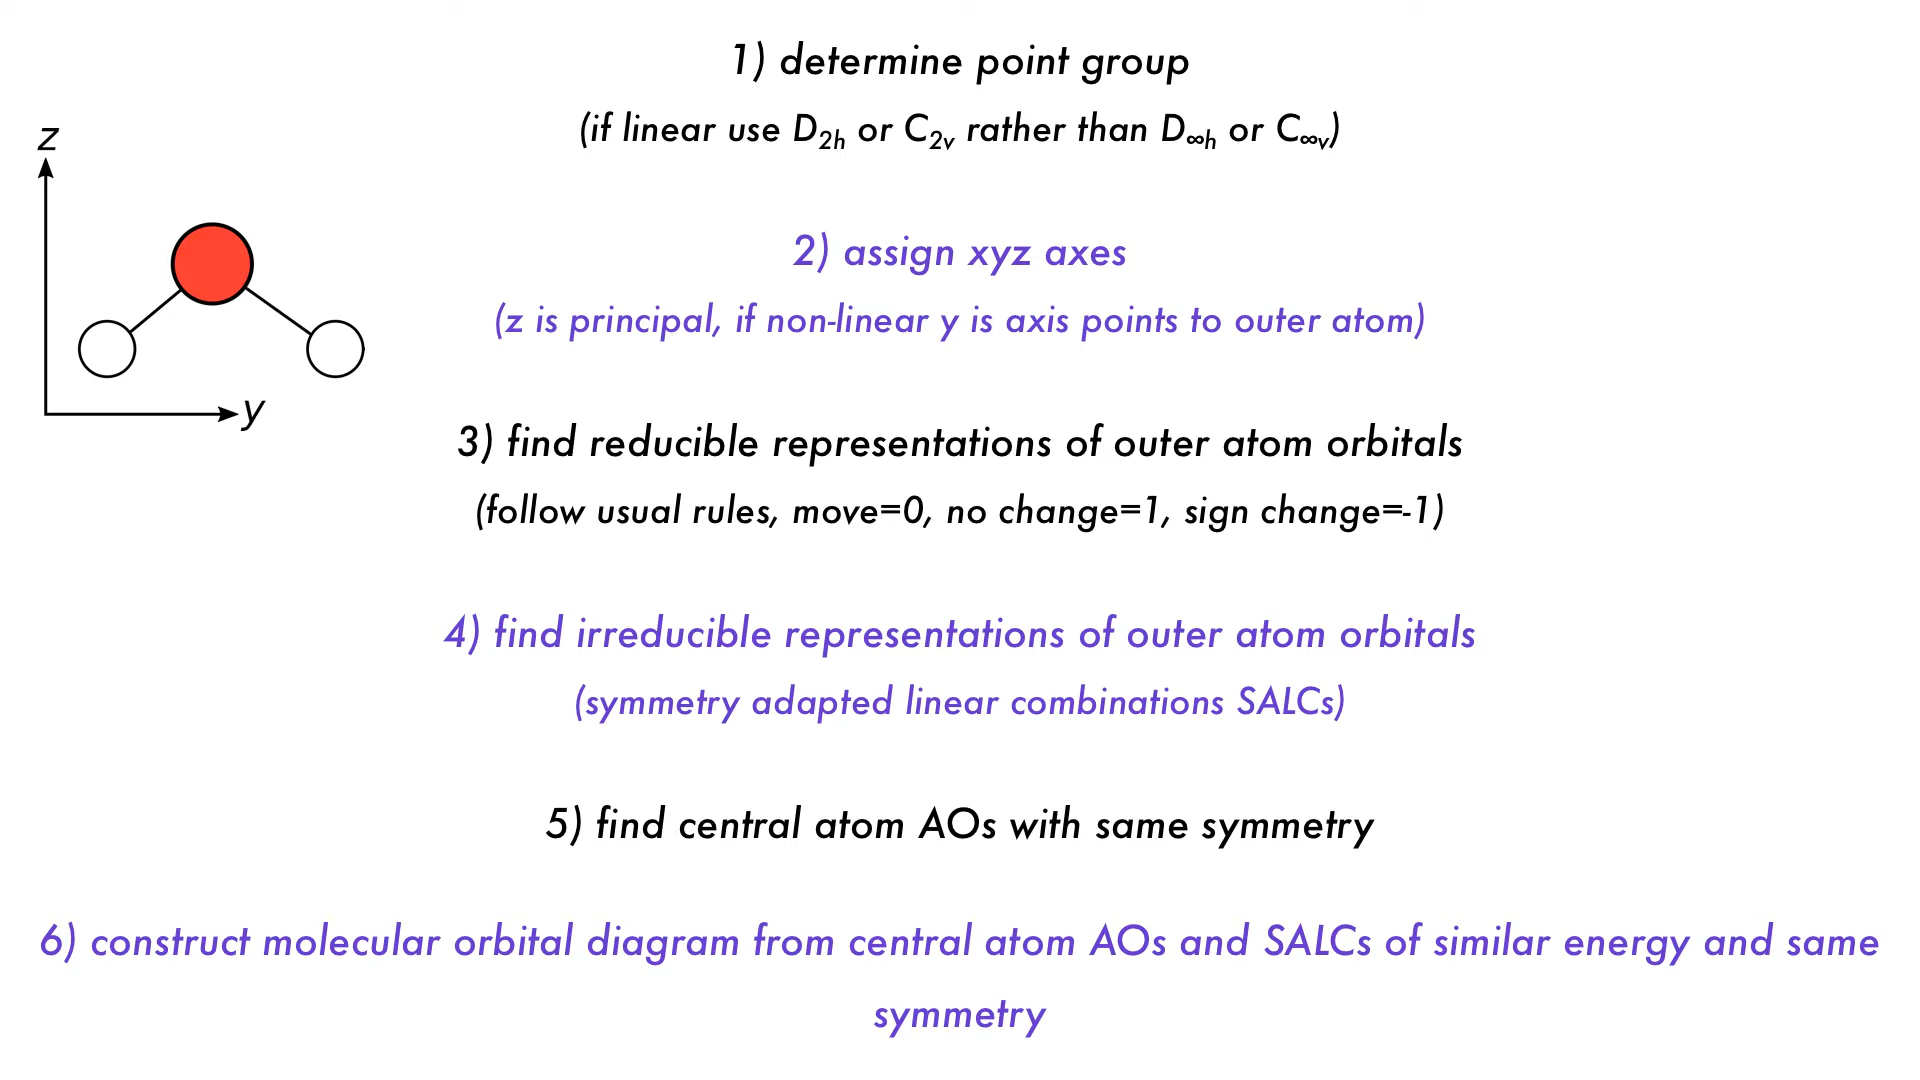 1) determine point group
(if linear use D2h or C2v rather than D∞h or C∞v)
z
2) assign xyz axes
(z is principal, if non-linear y is axis points to outer atom)
y
3) find reducible representations of outer atom orbitals
(follow usual rules, move=0, no change=1, sign change=-1)
4) find irreducible representations of outer atom orbitals
(symmetry adapted linear combinations SALCs)
5) find central atom AOs with same symmetry
6) construct molecular orbital diagram from central atom AOs and SALCs of similar energy and same
symmetry